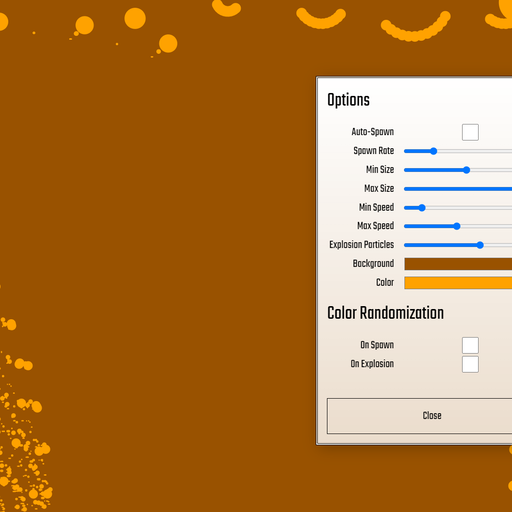 Options
Auto-Spawn
Spawn Rate
Min Size
Max Size
Min Speed
Max Speed
Explosion Particles
Background
Color
Color Randomization
On Spawn
On Explosion
Close